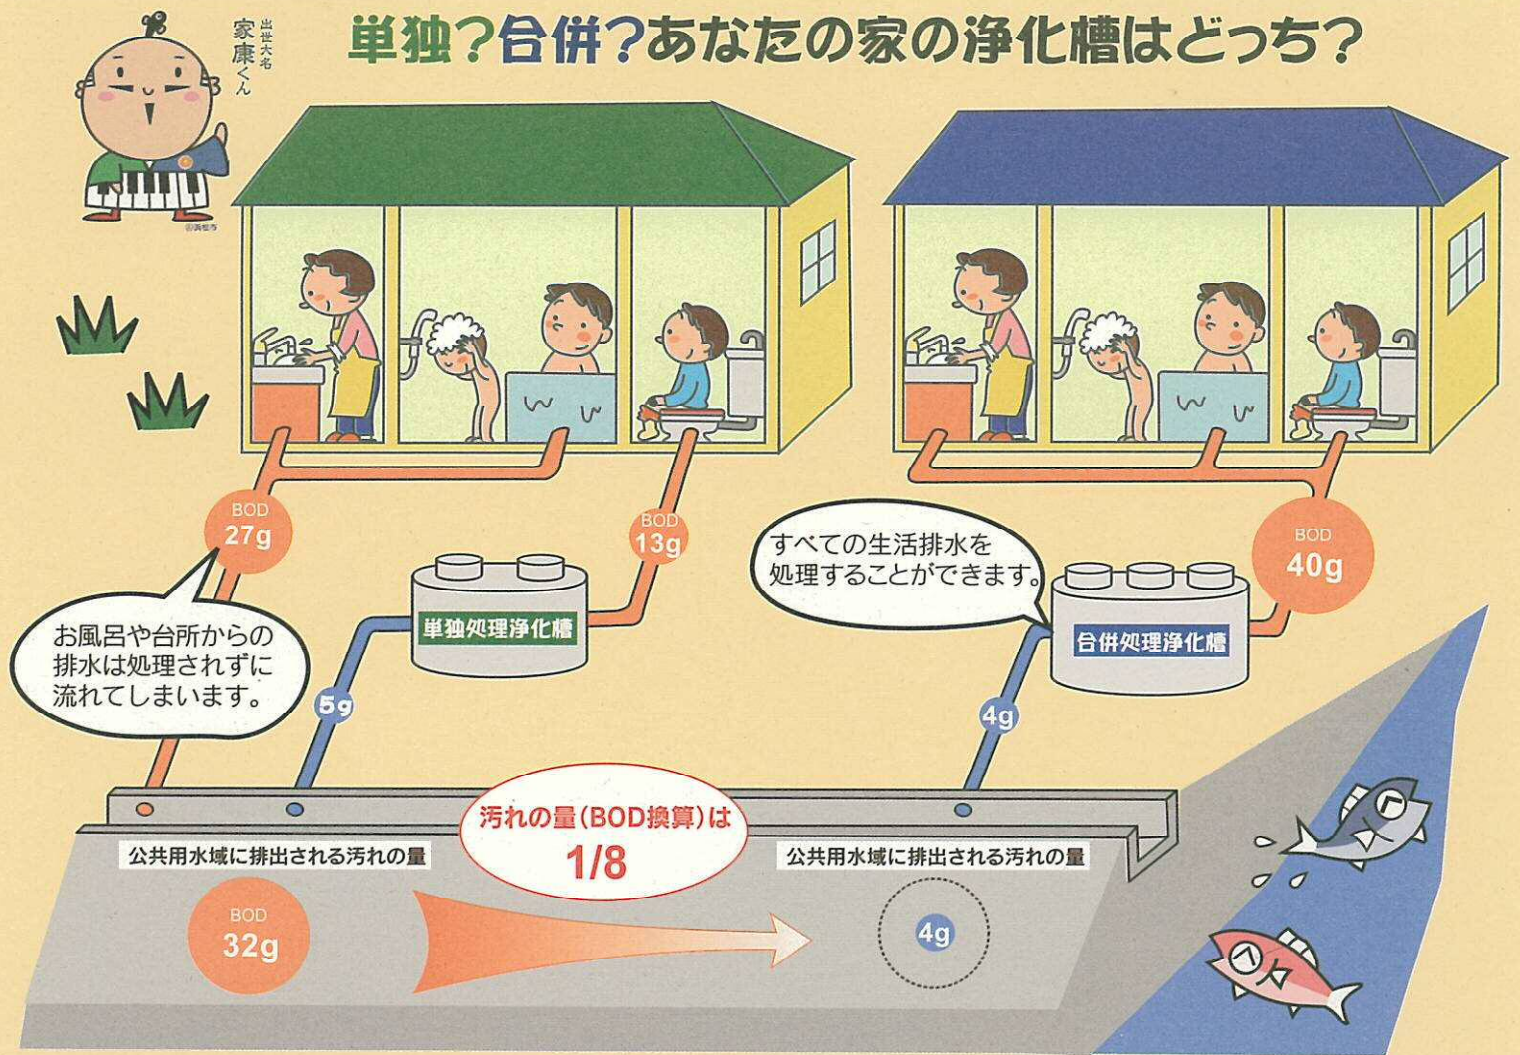 単独?合併?あなたの家の浄化槽はどっち?
出世大名
家康くん
©浜松市
BOD
27g
BOD
13g
お風呂や台所からの
排水は処理されずに
流れてしまいます。
単独処理浄化槽
5g
すべての生活排水を
処理することができます。
BOD
40g
合併処理浄化槽
4g
汚れの量(BOD換算)は
1/8
公共用水域に排出される汚れの量
BOD
32g
公共用水域に排出される汚れの量
4g